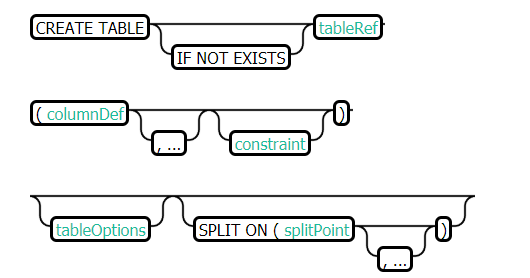 CREATE TABLE tableRef
IF NOT EXISTS
( columnDef )
, ... constraint
tableOptions SPLIT ON ( splitPoint )
, ...